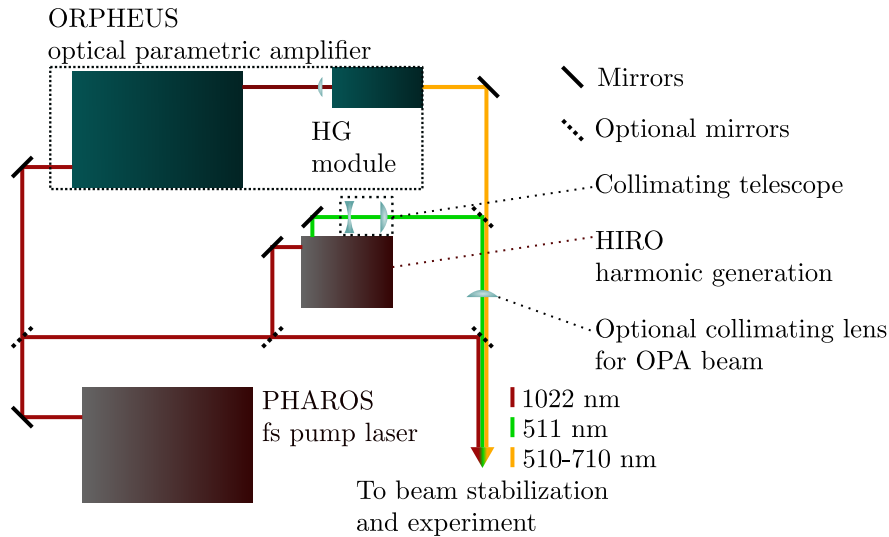 ORPHEUS
optical parametric amplifier
HG
module
Mirrors
Optional mirrors
Collimating telescope
HIRO
harmonic generation
Optional collimating lens
for OPA beam
PHAROS
fs pump laser
1022 nm
511 nm
510-710 nm
To beam stabilization
and experiment